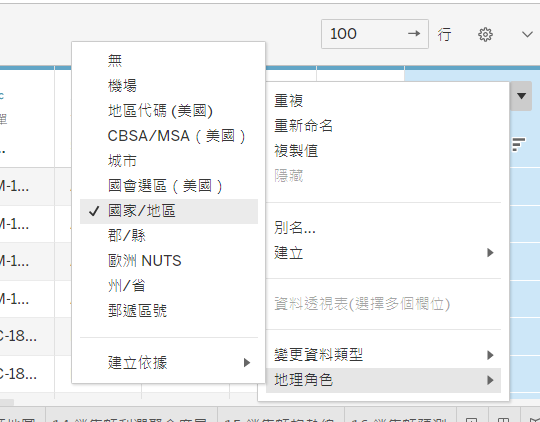 100 → 行
無
機場
地區代碼 (美國)
CBSA/MSA ( 美國 )
城市
國會選區 ( 美國 )
✓ 國家/地區
郡/縣
歐洲 NUTS
州/省
郵遞區號
建立依據
重複
重新命名
複製值
隱藏
別名...
建立
資料透視表(選擇多個欄位)
變更資料類型
地理角色
c
單
...
M-1...
M-1...
M-1...
M-1...
M-1...
C-18...
C-18...